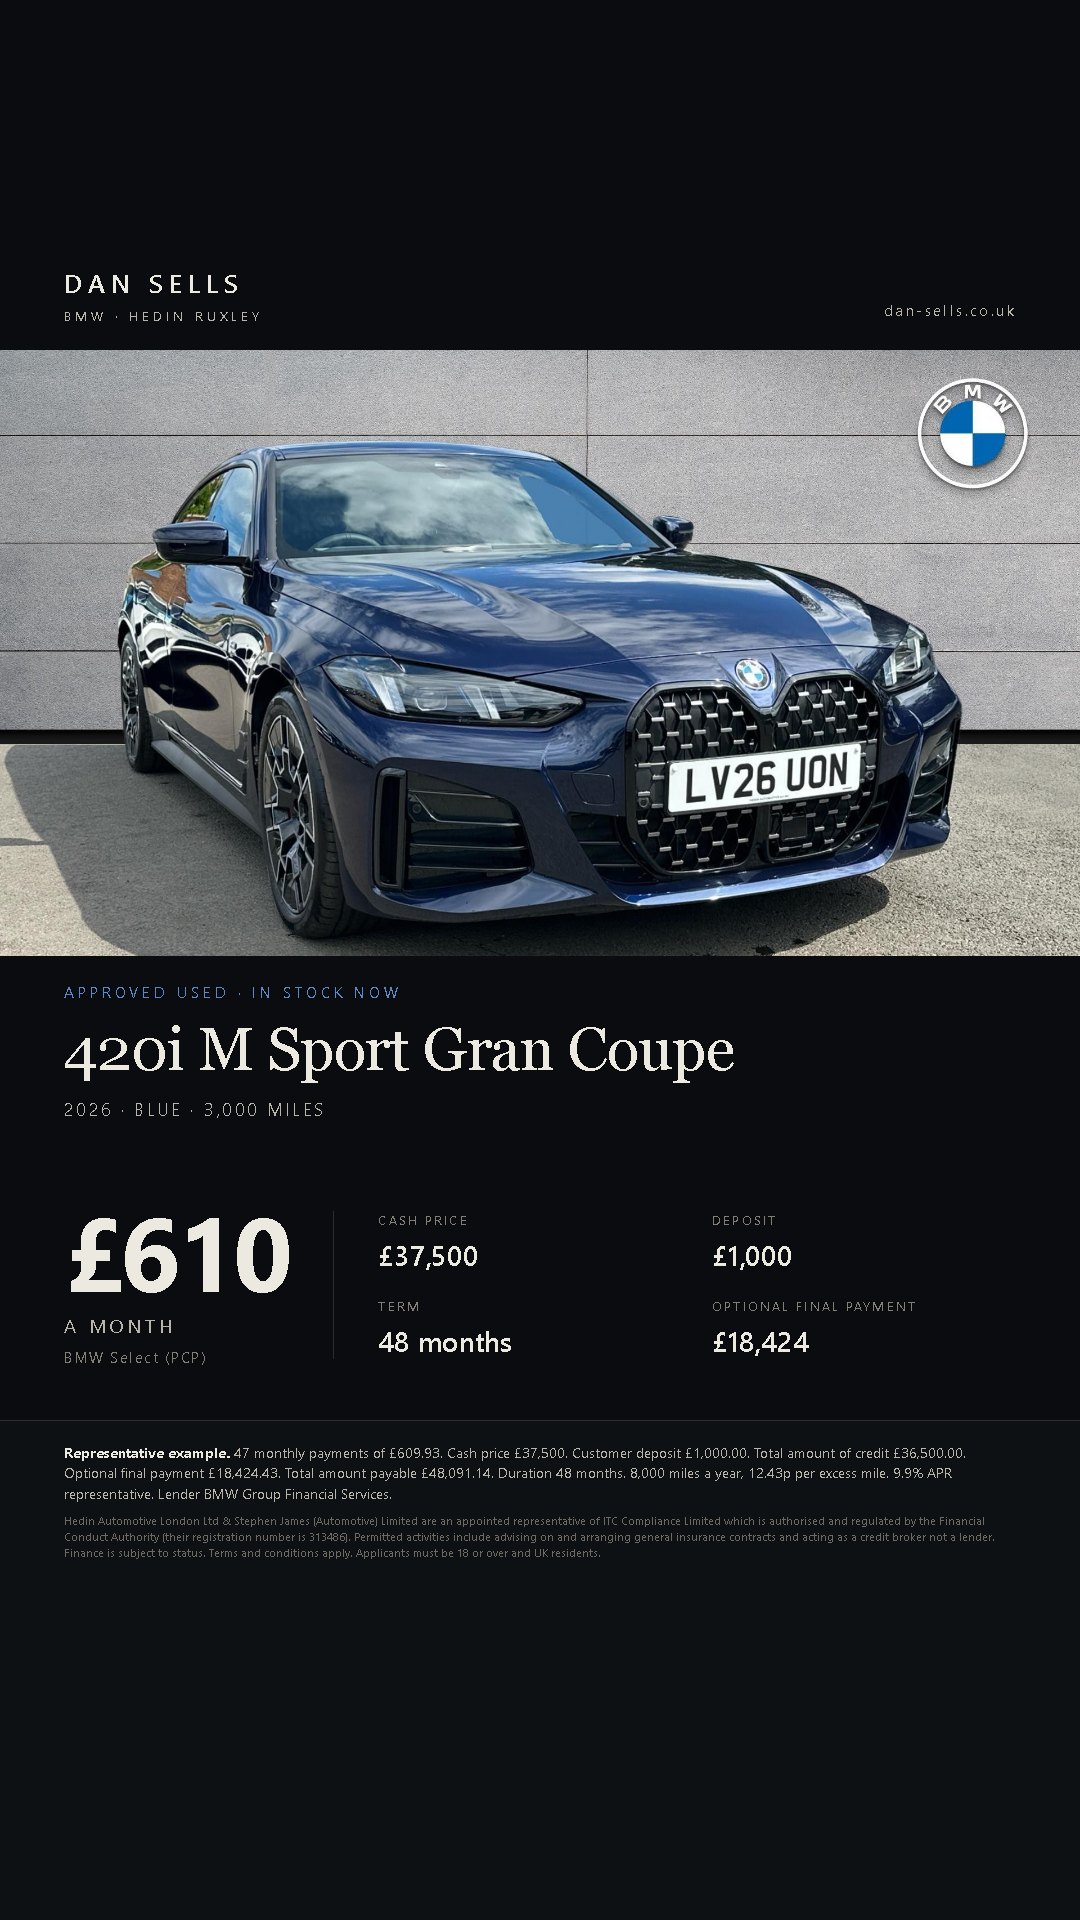 DAN SELLS
BMW · HEDIN RUXLEY
dan-sells.co.uk
BMW
LV26 UON
APPROVED USED · IN STOCK NOW
420i M Sport Gran Coupe
2026 · BLUE · 3,000 MILES
£610
A MONTH
BMW Select (PCP)
CASH PRICE
£37,500
DEPOSIT
£1,000
TERM
48 months
OPTIONAL FINAL PAYMENT
£18,424
Representative example. 47 monthly payments of £609.93. Cash price £37,500. Customer deposit £1,000.00. Total amount of credit £36,500.00.
Optional final payment £18,424.43. Total amount payable £48,091.14. Duration 48 months. 8,000 miles a year, 12.43p per excess mile. 9.9% APR
representative. Lender BMW Group Financial Services.
Hedin Automotive London Ltd & Stephen James (Automotive) Limited are an appointed representative of ITC Compliance Limited which is authorised and regulated by the Financial
Conduct Authority (their registration number is 313486). Permitted activities include advising on and arranging general insurance contracts and acting as a credit broker not a lender.
Finance is subject to status. Terms and conditions apply. Applicants must be 18 or over and UK residents.